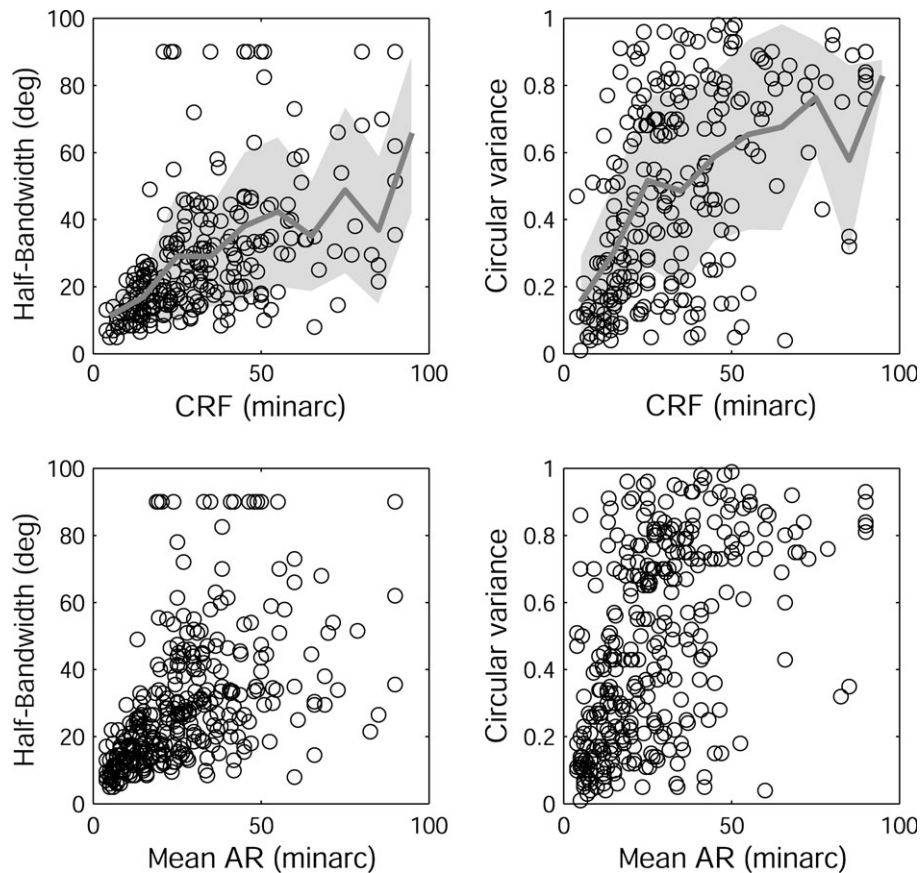 100
80
60
40
20
0
Half-Bandwidth (deg)
0 50 100
CRF (minarc)
1
0.8
0.6
0.4
0.2
0
Circular variance
0 50 100
CRF (minarc)
100
80
60
40
20
0
Half-Bandwidth (deg)
0 50 100
Mean AR (minarc)
1
0.8
0.6
0.4
0.2
0
Circular variance
0 50 100
Mean AR (minarc)